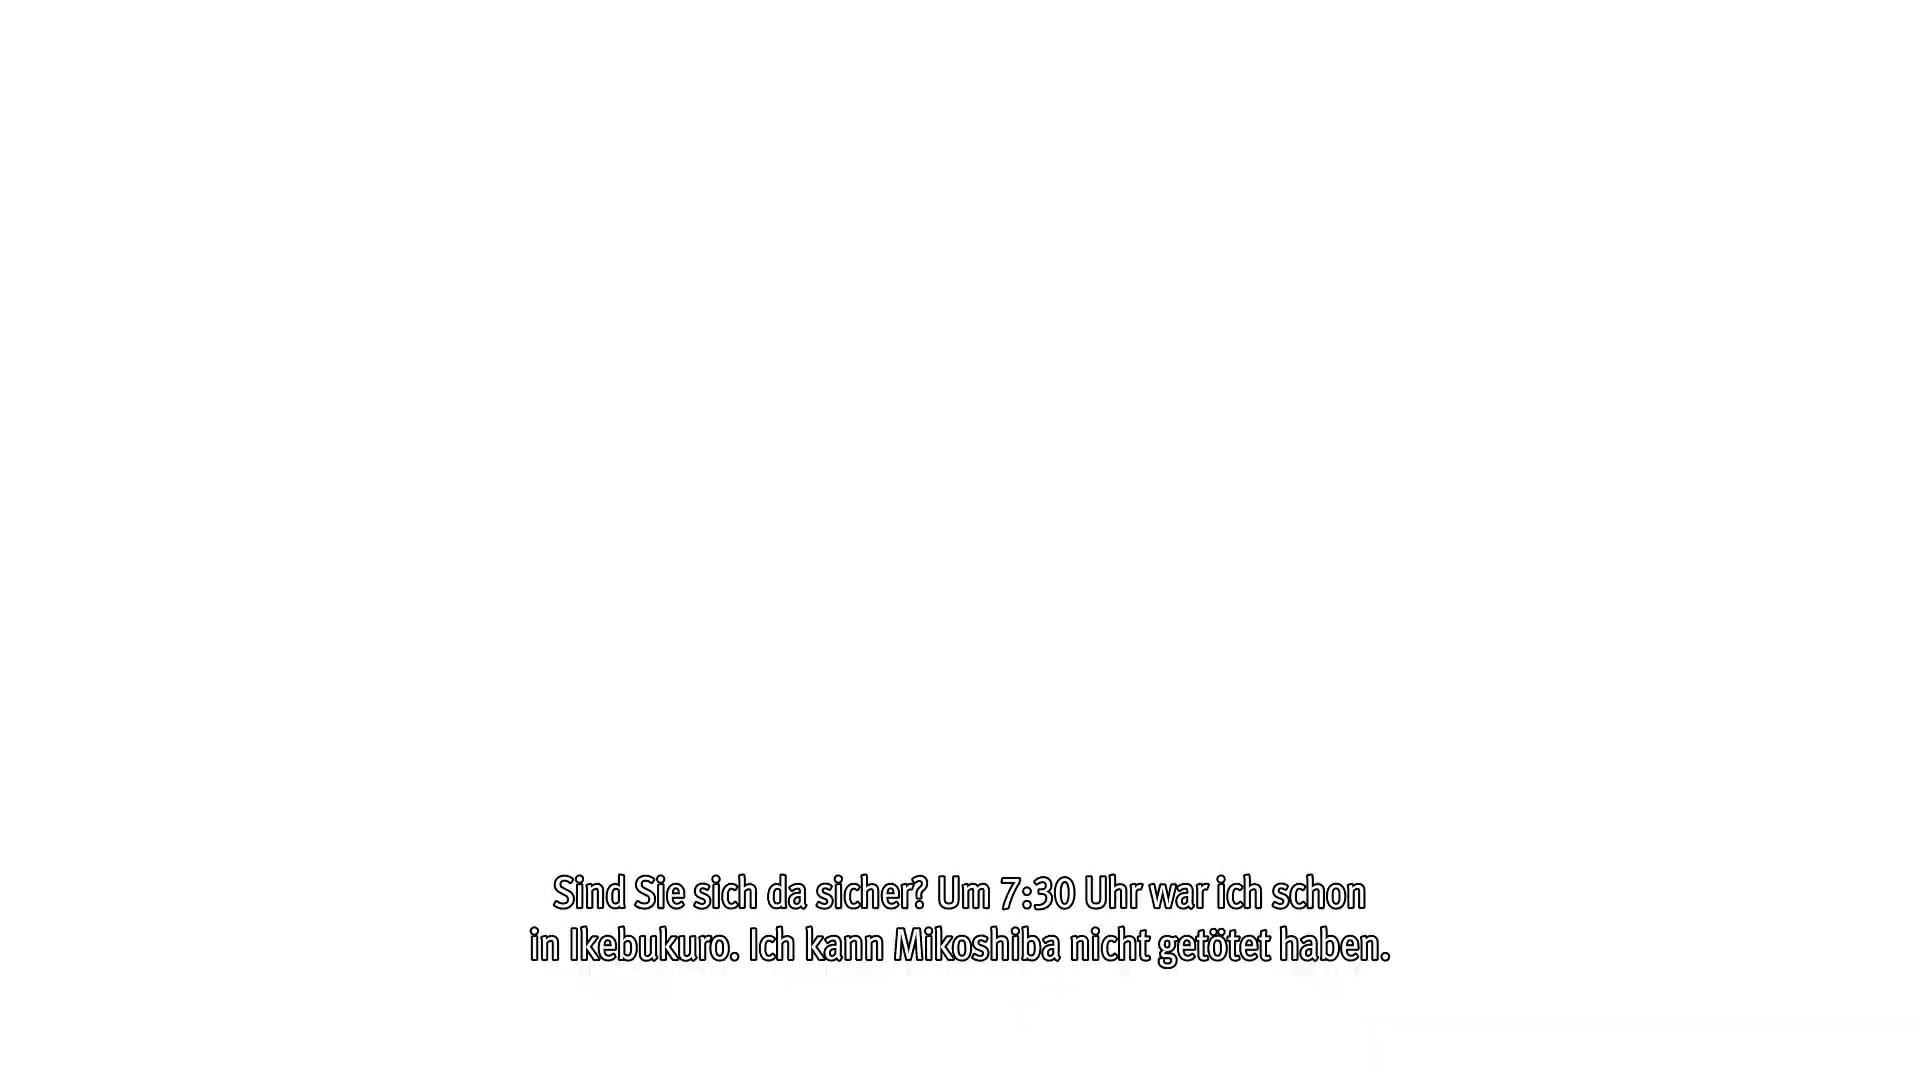 Sind Sie sich da sicher? Um 7:30 Uhr war ich schon
in Ikebukuro. Ich kann Mikoshiba nicht getötet haben.